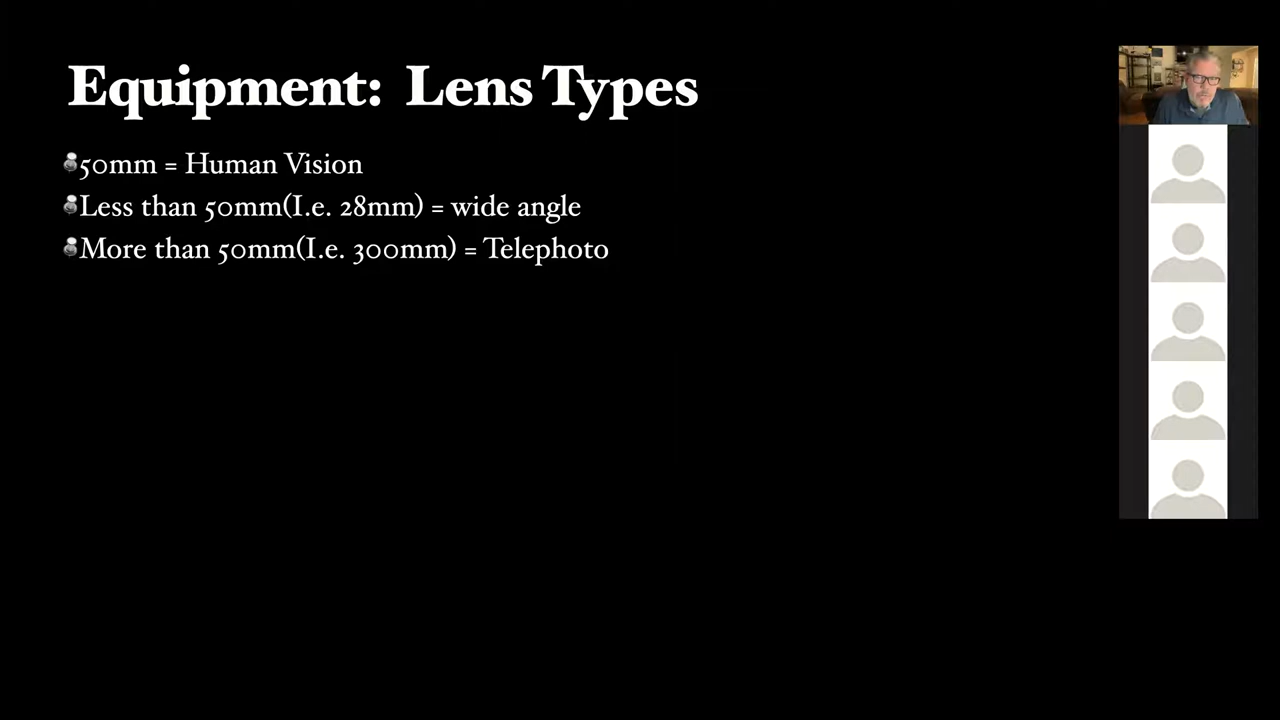 Equipment: Lens Types
50mm = Human Vision
Less than 50mm(I.e. 28mm) = wide angle
More than 50mm(I.e. 300mm) = Telephoto